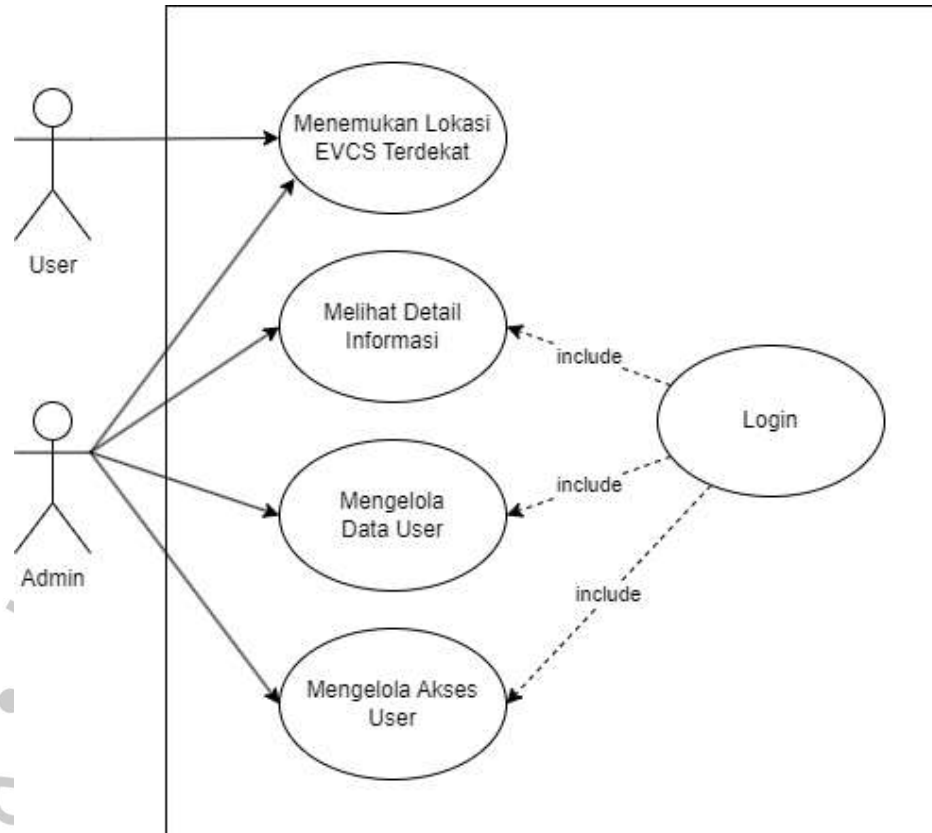 Menemukan Lokasi
EVCS Terdekat
User
Melihat Detail
Informasi
include
Login
include
Mengelola
Data User
Admin
include
Mengelola Akses
User